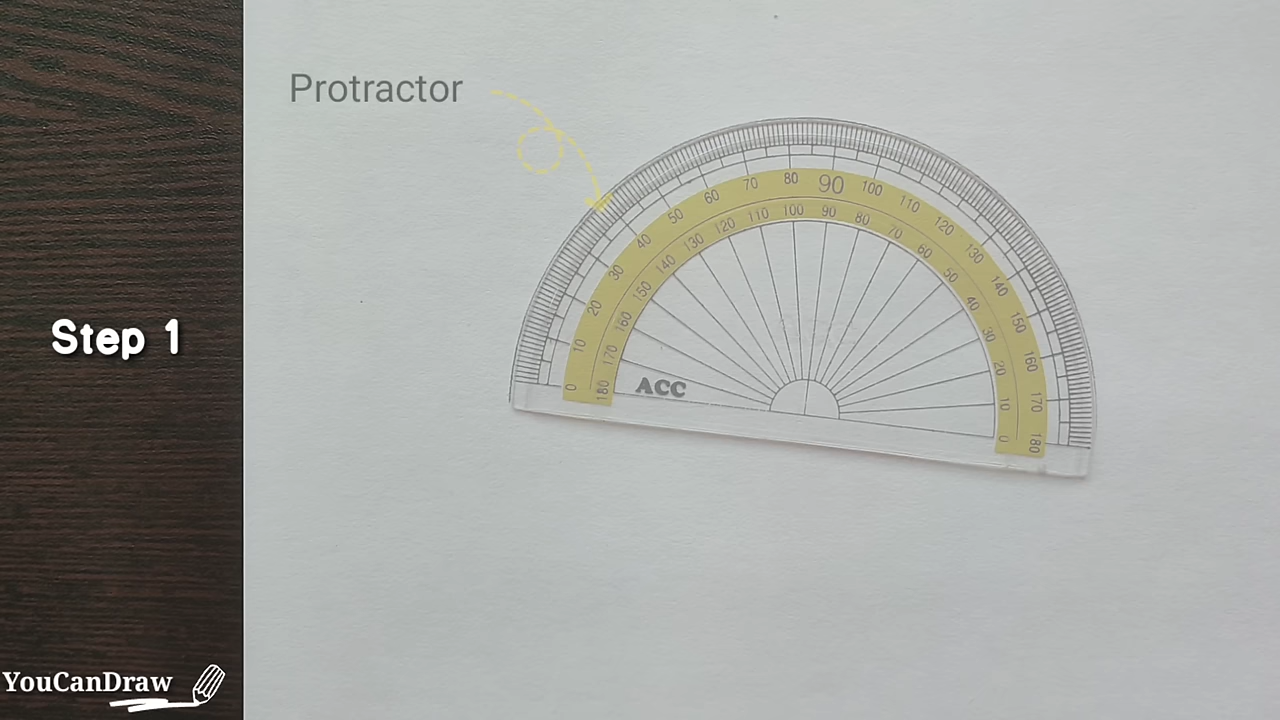 Protractor
0 10 20 30 40 50 60 70 80 90 100 110 120 130 140 150 160 170 180
180 170 160 150 140 130 120 110 100 90 80 70 60 50 40 30 20 10 0
ACC
Step 1
YouCanDraw